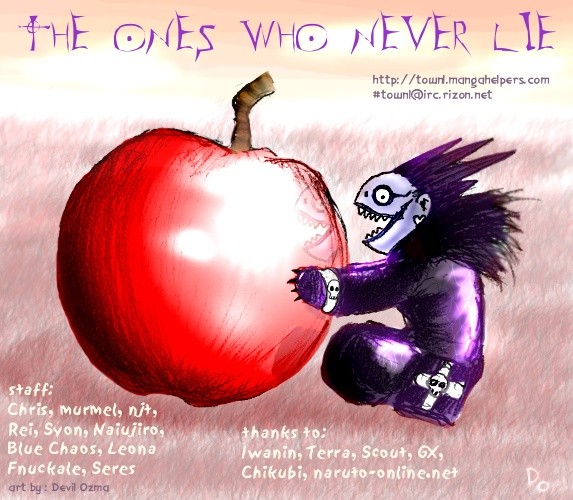 THE ONES WHO NEVER LIE
http://townl.mangahelpers.com
#townl@irc.rizon.net
staff:
Chris, murmel, njt,
Rei, Syon, Naiujiro,
Blue Chaos, Leona
Fnuckale, Seres
art by: Devil Ozma
thanks to:
Iwanin, Terra, Scout, GX,
Chikubi, naruto-online.net
DO